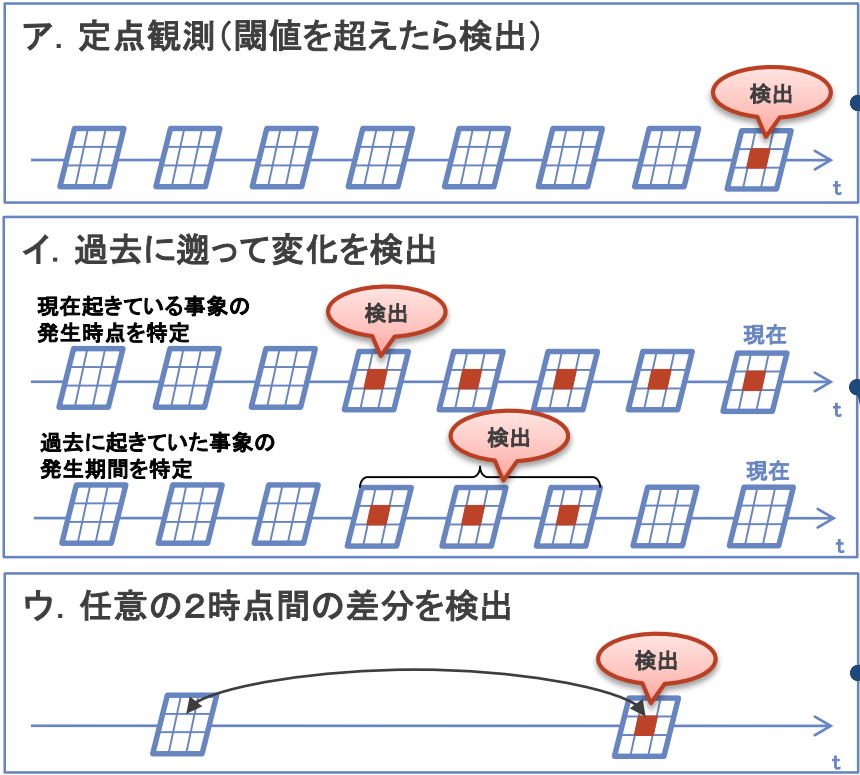 ア．定点観測（閾値を超えたら検出）
検出
t
イ．過去に遡って変化を検出
現在起きている事象の
発生時点を特定
検出
現在
t
過去に起きていた事象の
発生期間を特定
検出
現在
t
ウ．任意の２時点間の差分を検出
検出
t